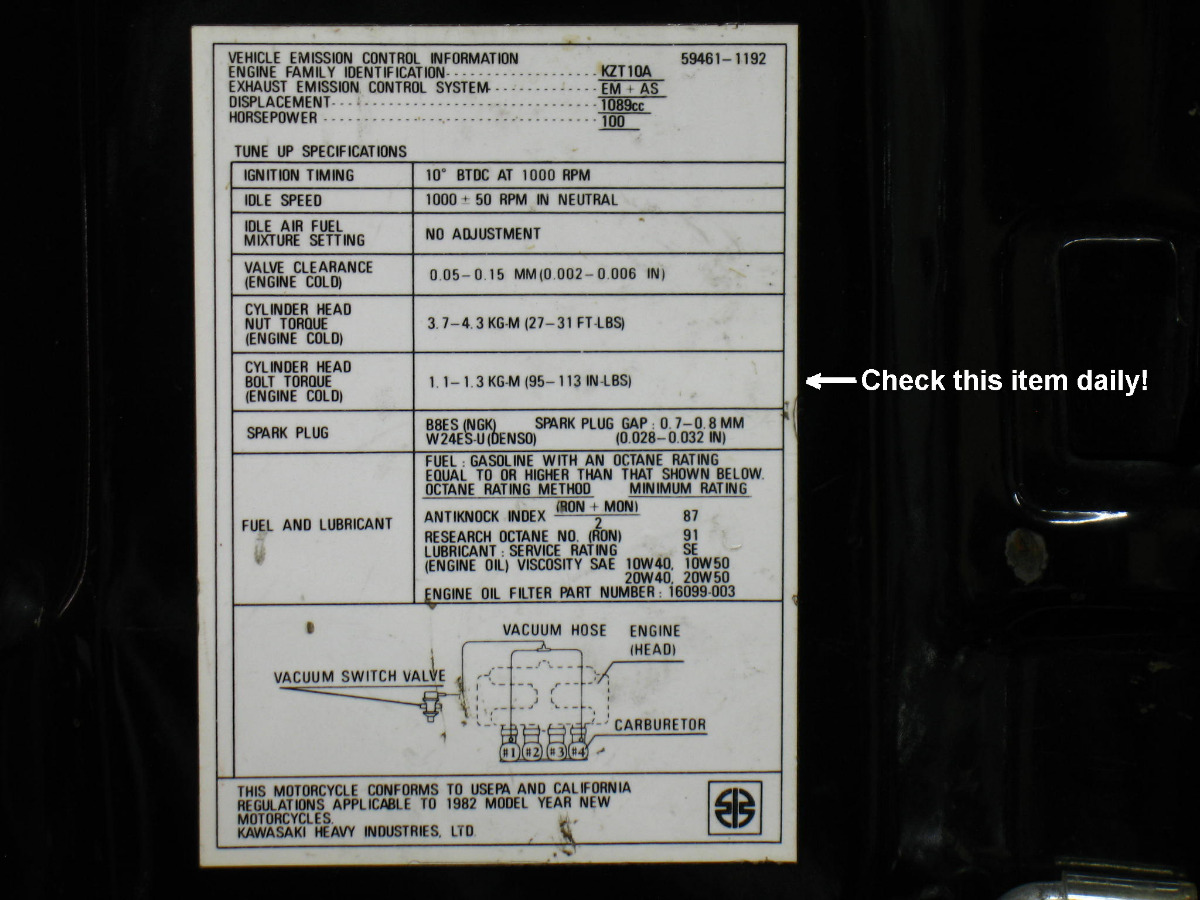 VEHICLE EMISSION CONTROL INFORMATION 59461-1192
ENGINE FAMILY IDENTIFICATION KZT10A
EXHAUST EMISSION CONTROL SYSTEM EM + AS
DISPLACEMENT 1089cc
HORSEPOWER 100
TUNE UP SPECIFICATIONS
IGNITION TIMING 10° BTDC AT 1000 RPM
IDLE SPEED 1000 ± 50 RPM IN NEUTRAL
IDLE AIR FUEL
MIXTURE SETTING
NO ADJUSTMENT
VALVE CLEARANCE
(ENGINE COLD)
0.05-0.15 MM (0.002-0.006 IN)
CYLINDER HEAD
NUT TORQUE
(ENGINE COLD)
3.7-4.3 KG-M (27-31 FT-LBS)
CYLINDER HEAD
BOLT TORQUE
(ENGINE COLD)
1.1-1.3 KG-M (95-113 IN-LBS)
Check this item daily!
SPARK PLUG
B8ES (NGK) SPARK PLUG GAP : 0.7-0.8 MM
W24ES-U (DENSO) (0.028-0.032 IN)
FUEL AND LUBRICANT
FUEL : GASOLINE WITH AN OCTANE RATING
EQUAL TO OR HIGHER THAN THAT SHOWN BELOW.
OCTANE RATING METHOD MINIMUM RATING
ANTIKNOCK INDEX (RON + MON) / 2 87
RESEARCH OCTANE NO. (RON) 91
LUBRICANT : SERVICE RATING SE
(ENGINE OIL) VISCOSITY SAE 10W40, 10W50
20W40, 20W50
ENGINE OIL FILTER PART NUMBER : 16099-003
VACUUM HOSE ENGINE
(HEAD)
VACUUM SWITCH VALVE
CARBURETOR
#1 #2 #3 #4
THIS MOTORCYCLE CONFORMS TO USEPA AND CALIFORNIA
REGULATIONS APPLICABLE TO 1982 MODEL YEAR NEW
MOTORCYCLES.
KAWASAKI HEAVY INDUSTRIES, LTD.